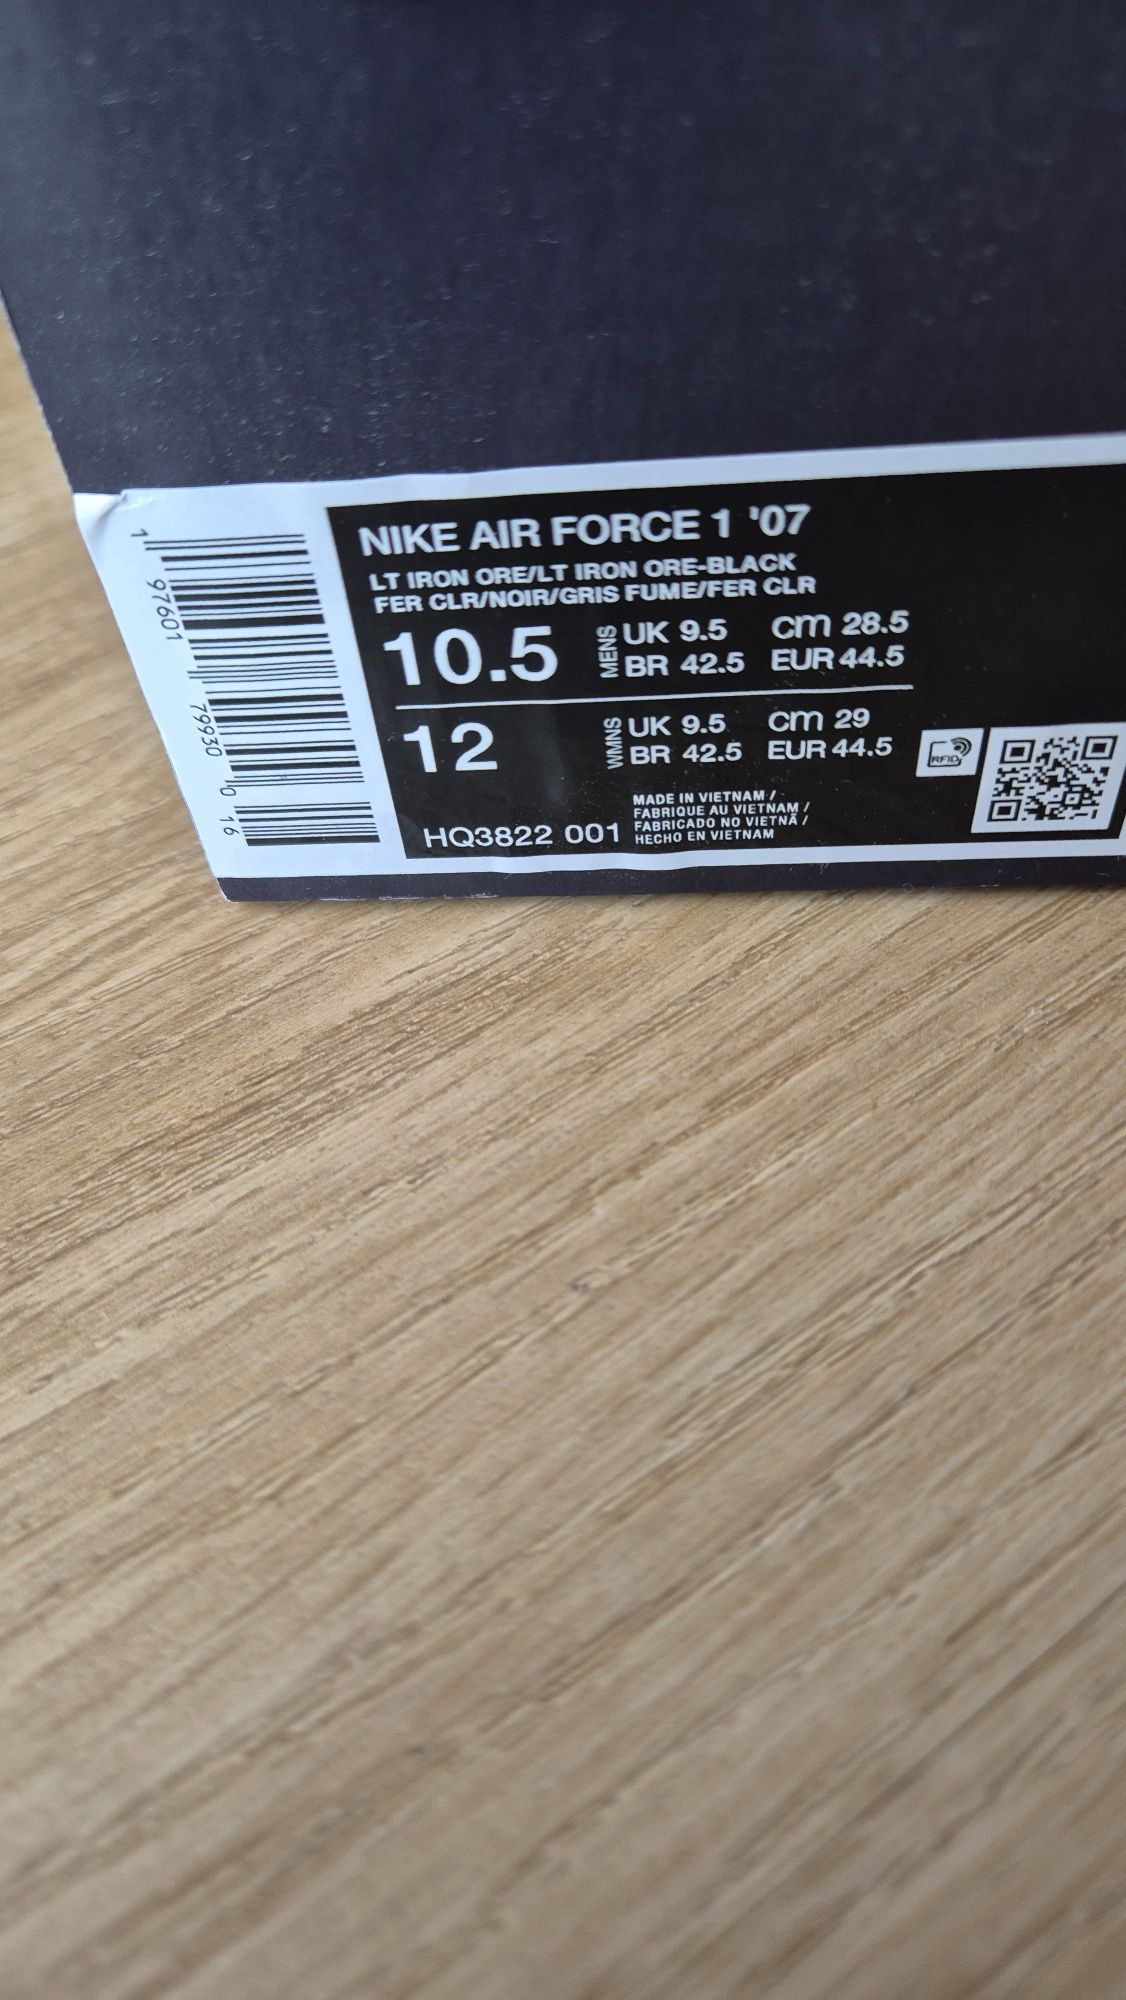 NIKE AIR FORCE 1 '07
LT IRON ORE/LT IRON ORE-BLACK
FER CLR/NOIR/GRIS FUME/FER CLR
10.5 MENS UK 9.5 cm 28.5
BR 42.5 EUR 44.5
12 WMNS UK 9.5 cm 29
BR 42.5 EUR 44.5
RFID
MADE IN VIETNAM /
FABRIQUE AU VIETNAM /
FABRICADO NO VIETNÃ /
HECHO EN VIETNAM
HQ3822 001
1 97601 79930 0 16